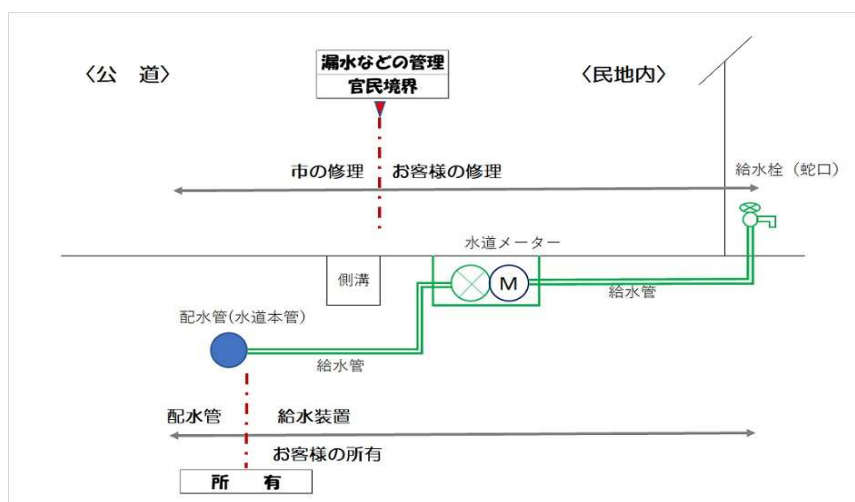 漏水などの管理
官民境界
〈公　道〉
〈民地内〉
市の修理
お客様の修理
給水栓（蛇口）
水道メーター
側溝
M
給水管
配水管(水道本管)
給水管
配水管
給水装置
お客様の所有
所　有